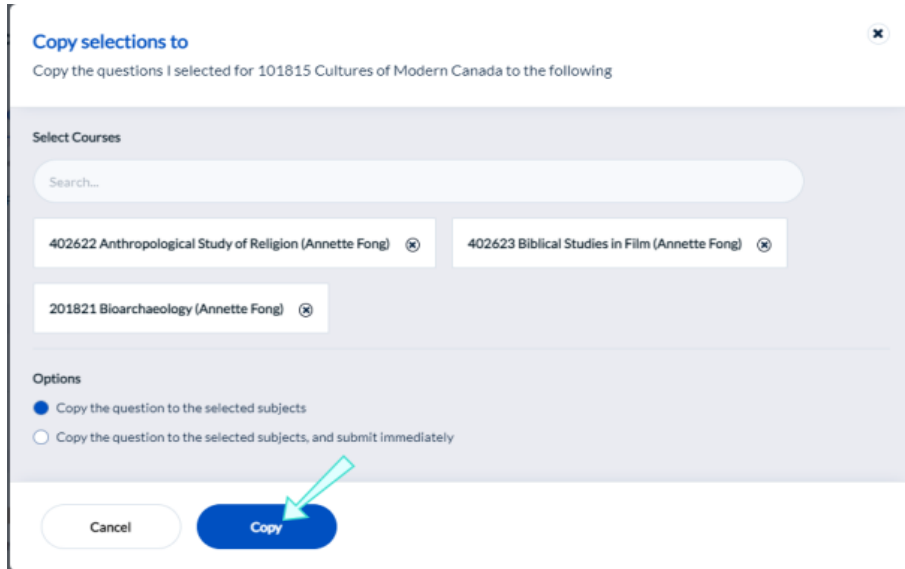 Copy selections to
Copy the questions I selected for 101815 Cultures of Modern Canada to the following
Select Courses
Search...
402622 Anthropological Study of Religion (Annette Fong)
402623 Biblical Studies in Film (Annette Fong)
201821 Bioarchaeology (Annette Fong)
Options
Copy the question to the selected subjects
Copy the question to the selected subjects, and submit immediately
Cancel
Copy